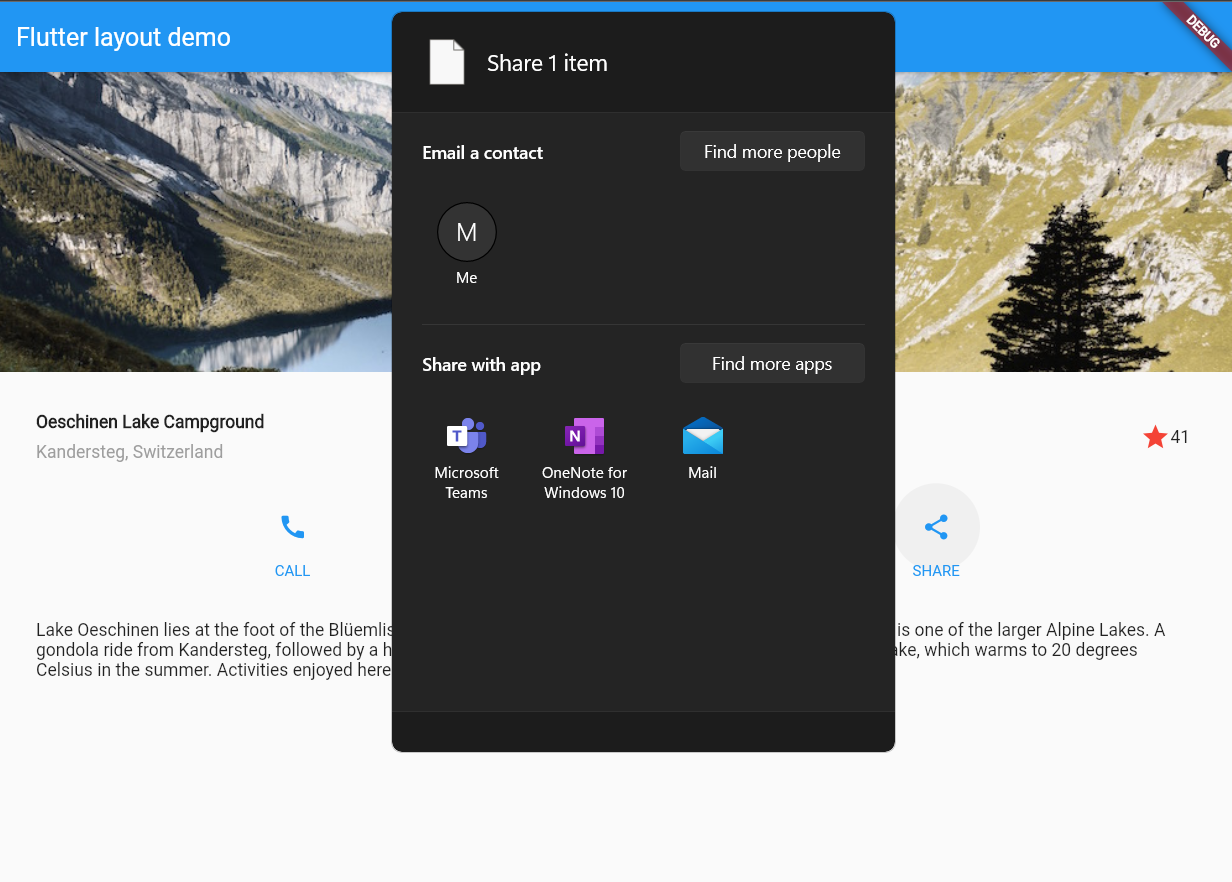 Flutter layout demo
DEBUG
Share 1 item
Email a contact
Find more people
M
Me
Share with app
Find more apps
Microsoft
Teams
OneNote for
Windows 10
Mail
Oeschinen Lake Campground
Kandersteg, Switzerland
41
CALL
SHARE
Lake Oeschinen lies at the foot of the Blüemlis is one of the larger Alpine Lakes. A
gondola ride from Kandersteg, followed by a h ake, which warms to 20 degrees
Celsius in the summer. Activities enjoyed here